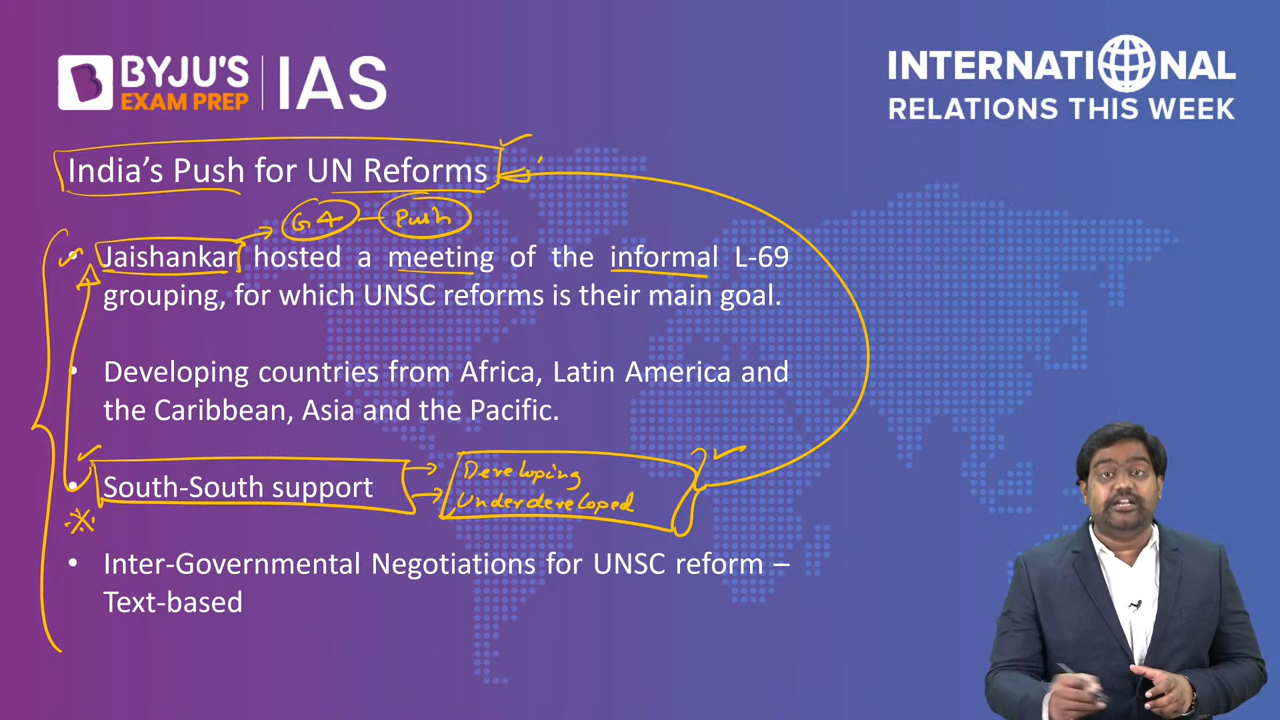 BYJU'S
EXAM PREP
IAS
INTERNATIONAL
RELATIONS THIS WEEK
India's Push for UN Reforms
G4 – Push
• Jaishankar hosted a meeting of the informal L-69
grouping, for which UNSC reforms is their main goal.
• Developing countries from Africa, Latin America and
the Caribbean, Asia and the Pacific.
• South-South support
Developing
Underdeveloped
• Inter-Governmental Negotiations for UNSC reform –
Text-based